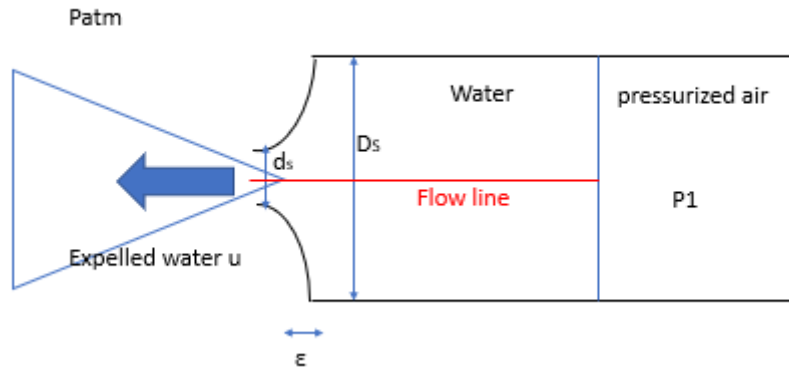 Patm
Water
pressurized air
Ds
ds
Flow line
P1
Expelled water u
ε